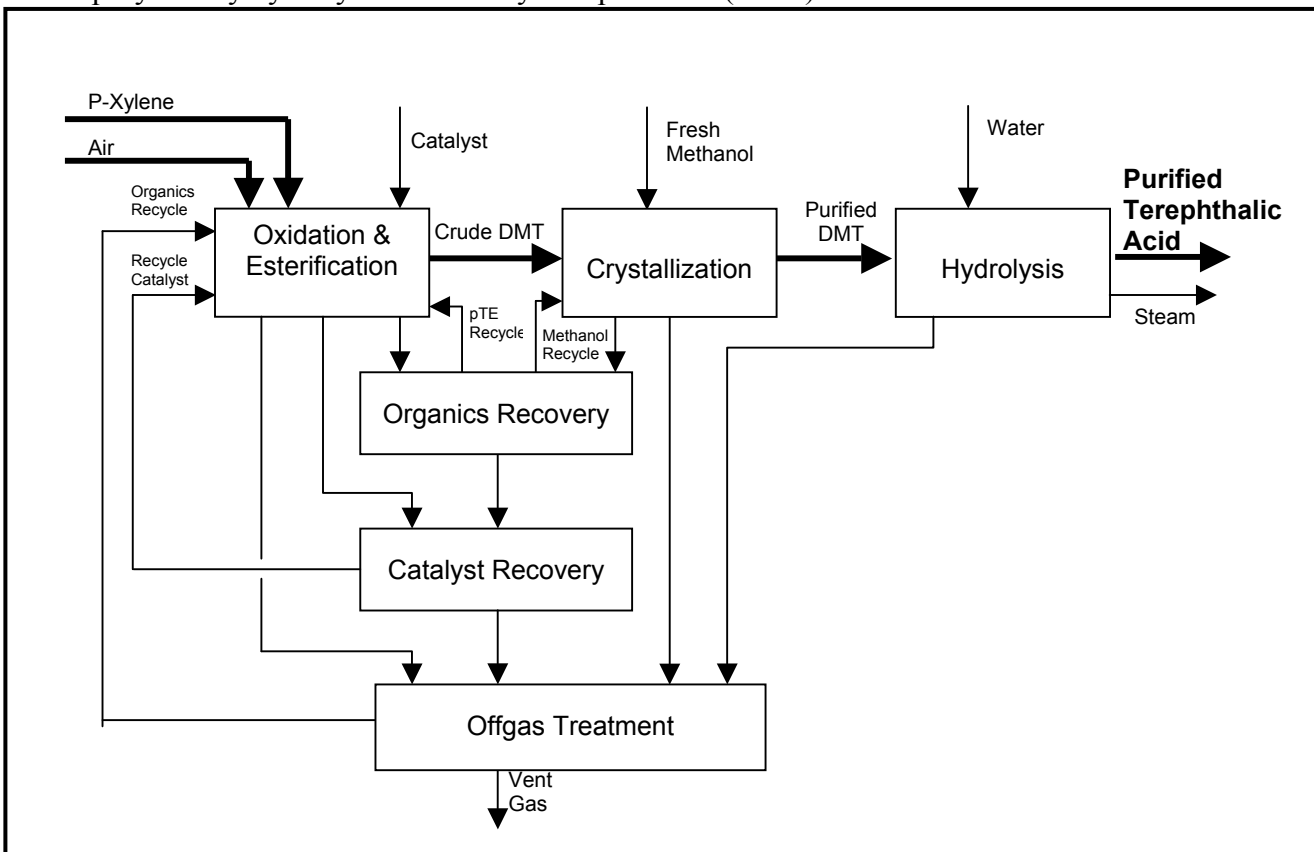 P-Xylene
Air
Catalyst
Fresh
Methanol
Water
Organics
Recycle
Oxidation &
Esterification
Crude DMT
Crystallization
Purified
DMT
Hydrolysis
Purified
Terephthalic
Acid
Steam
Recycle
Catalyst
pTE
Recycle
Methanol
Recycle
Organics Recovery
Catalyst Recovery
Offgas Treatment
Vent
Gas